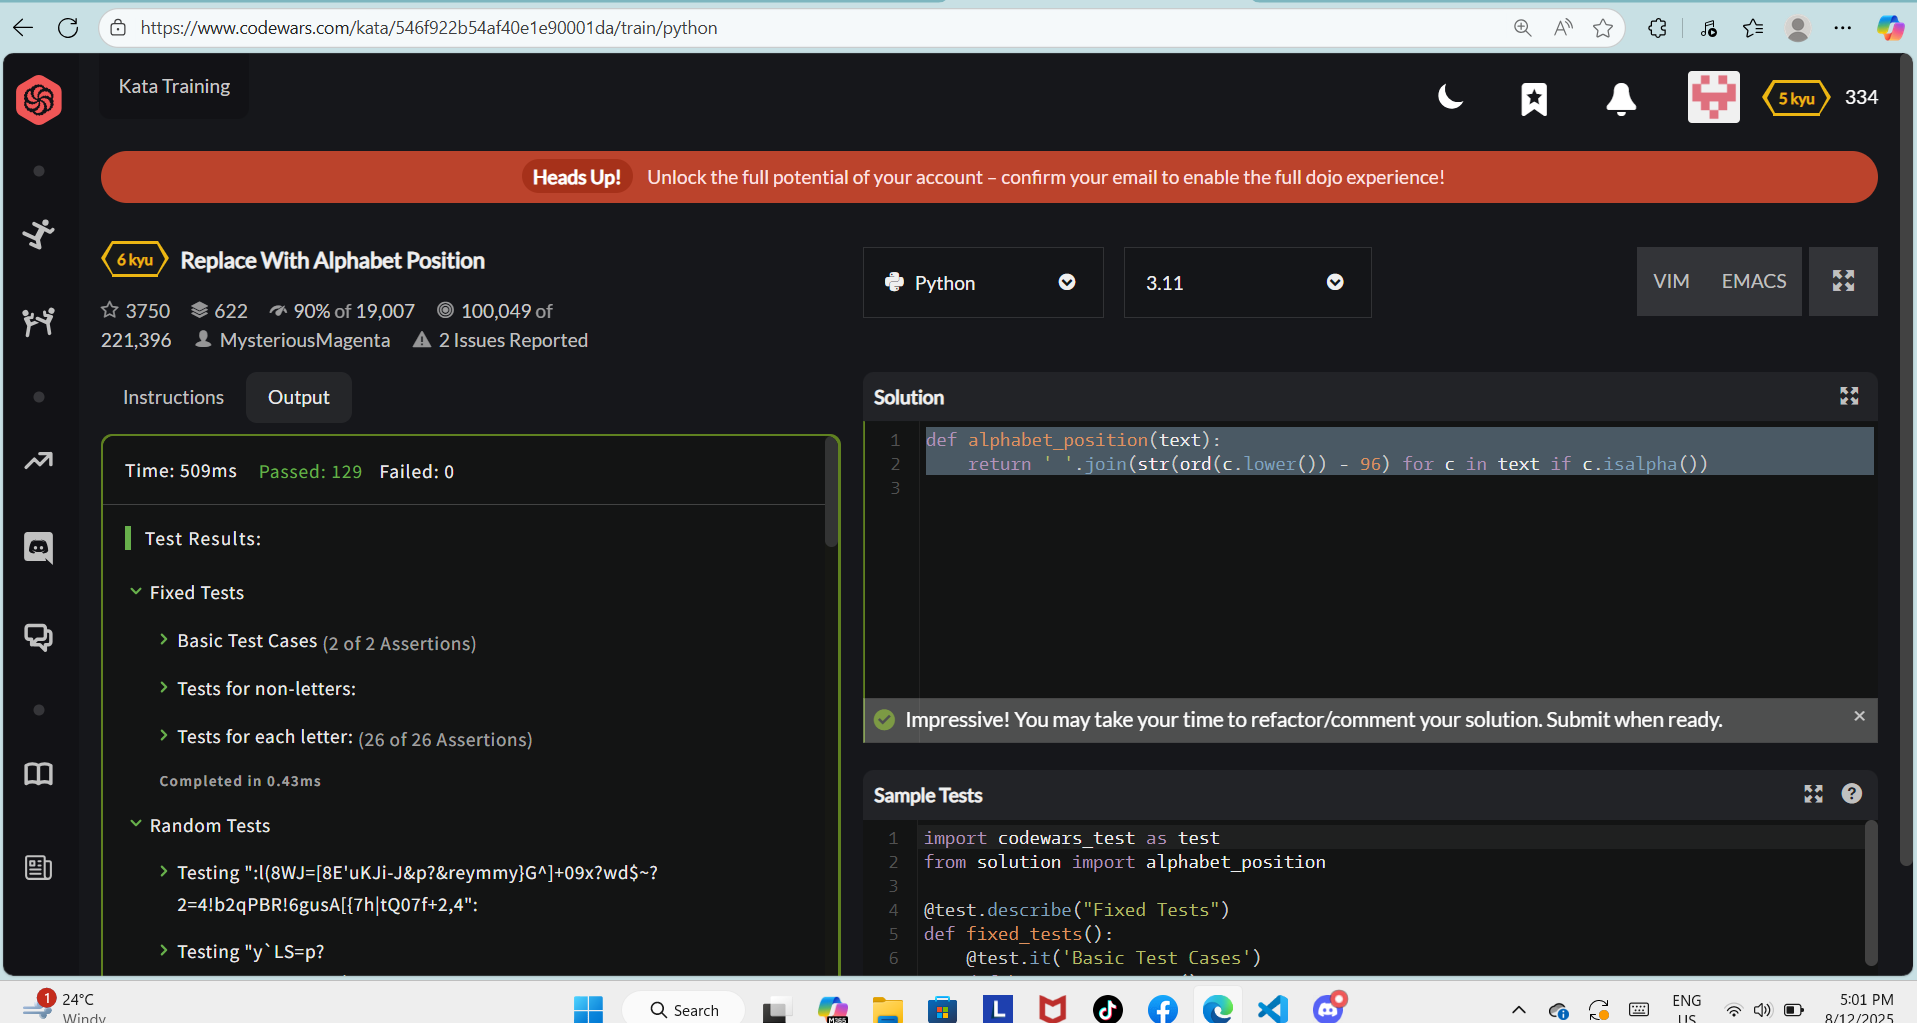 https://www.codewars.com/kata/546f922b54af40e1e90001da/train/python
Kata Training
5 kyu 334
Heads Up! Unlock the full potential of your account – confirm your email to enable the full dojo experience!
6 kyu Replace With Alphabet Position
3750 622 90% of 19,007 100,049 of
221,396 MysteriousMagenta 2 Issues Reported
Python 3.11 VIM EMACS
Instructions Output
Time: 509ms Passed: 129 Failed: 0
Test Results:
Fixed Tests
Basic Test Cases (2 of 2 Assertions)
Tests for non-letters:
Tests for each letter: (26 of 26 Assertions)
Completed in 0.43ms
Random Tests
Testing ":l(8WJ=[8E'uKJi-J&p?&reymmy}G^]+09x?wd$~?
2=4!b2qPBR!6gusA[{7h|tQ07f+2,4":
Testing "y`LS=p?
Solution
1 def alphabet_position(text):
2     return ' '.join(str(ord(c.lower()) - 96) for c in text if c.isalpha())
3
Impressive! You may take your time to refactor/comment your solution. Submit when ready.
Sample Tests
1 import codewars_test as test
2 from solution import alphabet_position
3
4 @test.describe("Fixed Tests")
5 def fixed_tests():
6     @test.it('Basic Test Cases')
1 24°C
Windy
Search
M365
L
ENG
US
5:01 PM
8/12/2025